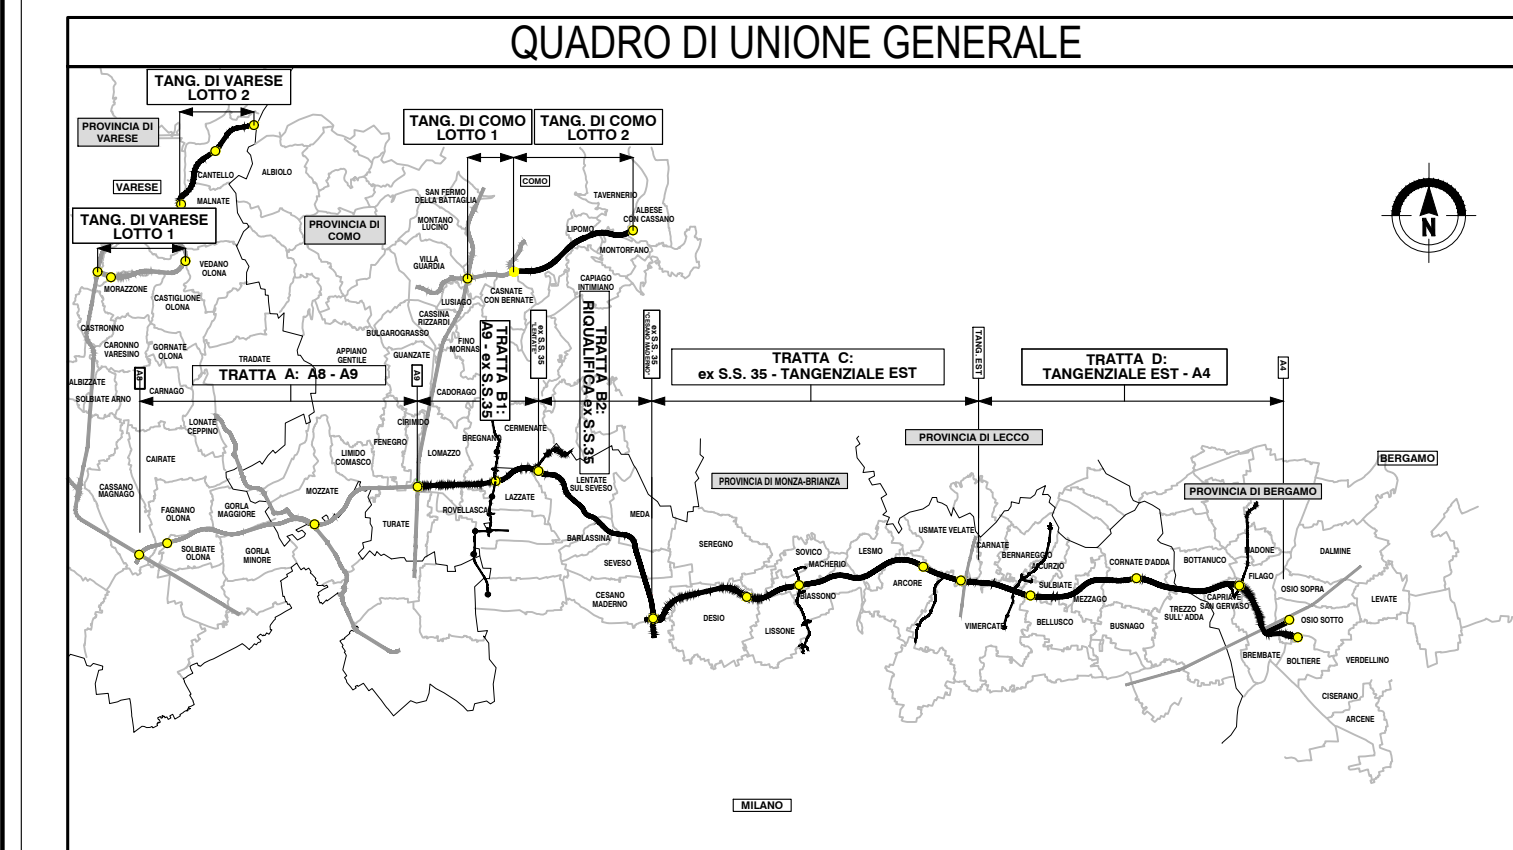 QUADRO DI UNIONE GENERALE
TANG. DI VARESE
LOTTO 2
PROVINCIA DI
VARESE
TANG. DI COMO
LOTTO 1
TANG. DI COMO
LOTTO 2
CANTELLO
ALBIOLO
VARESE
MALNATE
COMO
SAN FERMO
DELLA BATTAGLIA
TAVERNERIO
ALBESE
CON CASSANO
TANG. DI VARESE
LOTTO 1
PROVINCIA DI
COMO
MONTANO
LUCINO
LIPOMO
MONTORFANO
N
VEDANO
OLONA
VILLA
GUARDIA
MORAZZONE
CASTIGLIONE
OLONA
LUSIAGO
CASNATE
CON BERNATE
CAPIAGO
INTIMIANO
CASSINA
RIZZARDI
CASTRONNO
BULGAROGRASSO
CARONNO
VARESINO
GORNATE
OLONA
TRADATE
APPIANO
GENTILE
GUANZATE
FINO
MORNAS
TRATTA B1:
A9 - ex S.S.35
ex S.S. 35
"LENTATE"
TRATTA B2:
RIQUALIFICA ex S.S.35
ex S.S. 35
"CESANO MADERNO"
TRATTA C:
ex S.S. 35 - TANGENZIALE EST
TANG. EST
TRATTA D:
TANGENZIALE EST - A4
A4
ALBIZZATE
A8
TRATTA A: A8 - A9
A9
CARNAGO
CADORAGO
SOLBIATE ARNO
LONATE
CEPPINO
CIRIMIDO
CERMENATE
FENEGRO
BREGNANO
PROVINCIA DI LECCO
CAIRATE
LIMIDO
COMASCO
LOMAZZO
BERGAMO
CASSANO
MAGNAGO
MOZZATE
LAZZATE
LENTATE
SUL SEVESO
PROVINCIA DI MONZA-BRIANZA
PROVINCIA DI BERGAMO
FAGNANO
OLONA
GORLA
MAGGIORE
TURATE
ROVELLASCA
MEDA
SOLBIATE
OLONA
GORLA
MINORE
BARLASSINA
SEREGNO
USMATE VELATE
CARNATE
SOVICO
MACHERIO
LESMO
BERNAREGGIO
AICURZIO
CORNATE D'ADDA
BOTTANUCO
MADONE
DALMINE
SEVESO
ARCORE
SULBIATE
FILAGO
OSIO SOPRA
CESANO
MADERNO
BIASSONO
MEZZAGO
CAPRIATE
SAN GERVASO
LEVATE
DESIO
LISSONE
VIMERCATE
BELLUSCO
BUSNAGO
TREZZO
SULL' ADDA
OSIO SOTTO
BREMBATE
BOLTIERE
VERDELLINO
CISERANO
ARCENE
MILANO